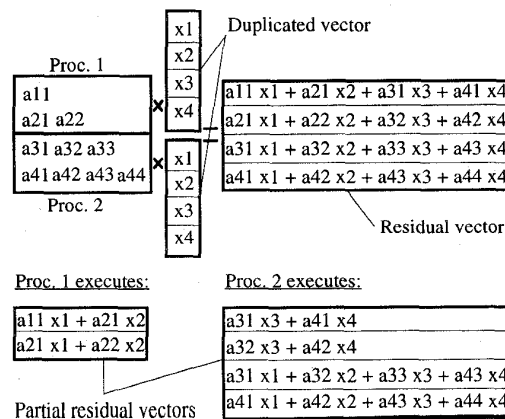 Proc. 1
a11
a21 a22
a31 a32 a33
a41 a42 a43 a44
Proc. 2
x
x1
x2
x3
x4
Duplicated vector
x
x1
x2
x3
x4
a11 x1 + a21 x2 + a31 x3 + a41 x4
a21 x1 + a22 x2 + a32 x3 + a42 x4
a31 x1 + a32 x2 + a33 x3 + a43 x4
a41 x1 + a42 x2 + a43 x3 + a44 x4
Residual vector
Proc. 1 executes:
a11 x1 + a21 x2
a21 x1 + a22 x2
Partial residual vectors
Proc. 2 executes:
a31 x3 + a41 x4
a32 x3 + a42 x4
a31 x1 + a32 x2 + a33 x3 + a43 x4
a41 x1 + a42 x2 + a43 x3 + a44 x4